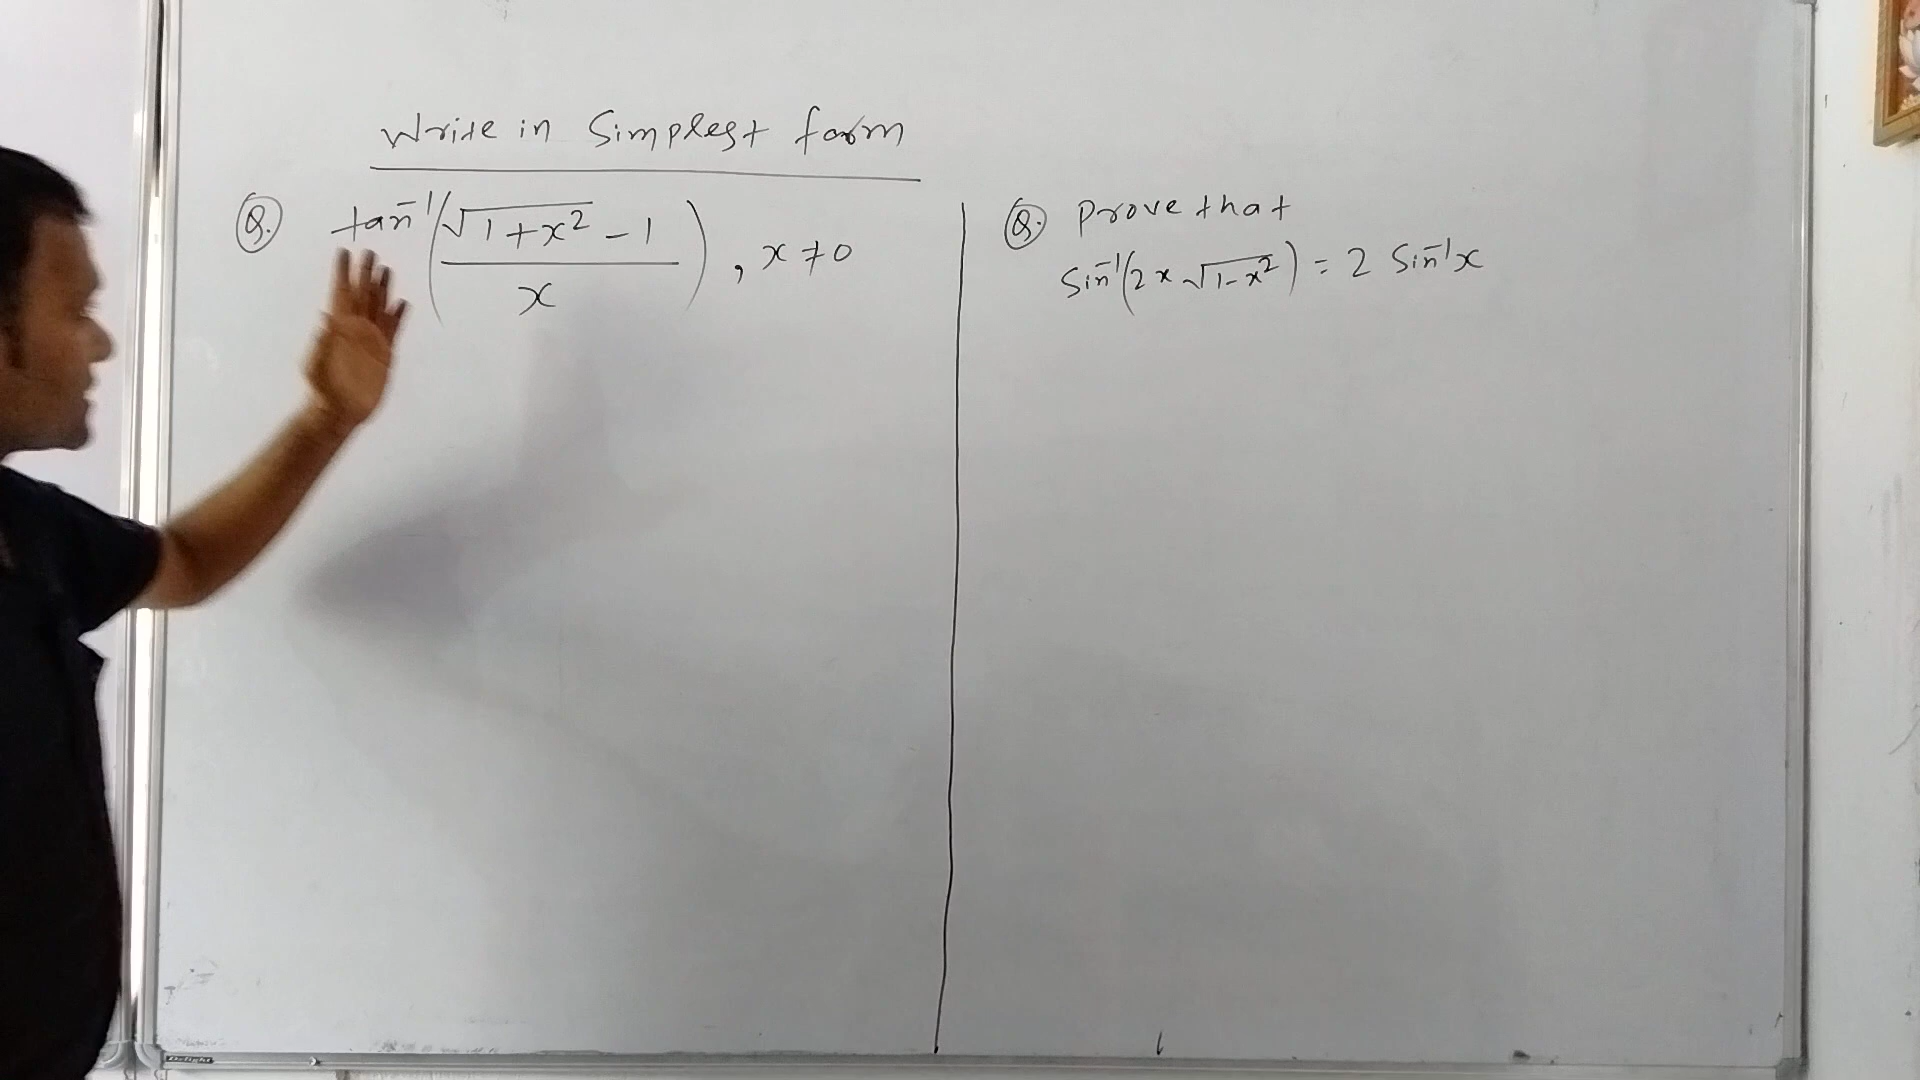 Write in Simplest form
Q. tan⁻¹(√(1+x²) -1 / x), x ≠ 0
Q. Prove that
Sin⁻¹(2x√(1-x²)) = 2 Sin⁻¹x
Delight